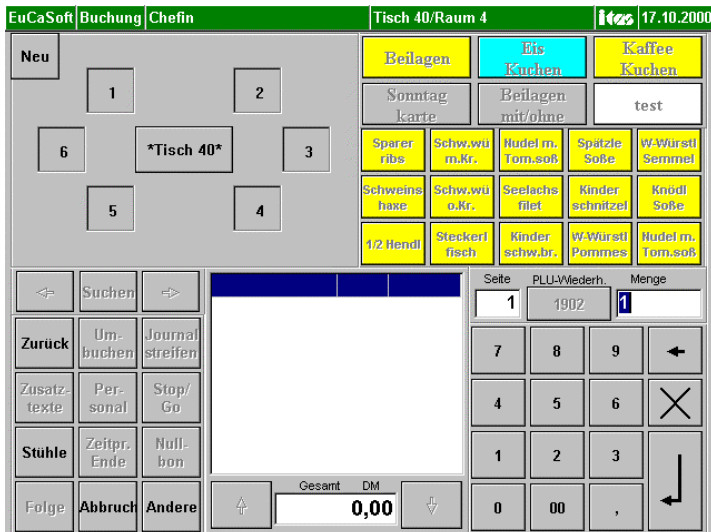 EuCaSoft Buchung Chefin Tisch 40/Raum 4 itos 17.10.2000
Neu
1
2
6
*Tisch 40*
3
5
4
Beilagen
Eis
Kuchen
Kaffee
Kuchen
Sonntag
karte
Beilagen
mit/ohne
test
Sparer
ribs
Schw.wü
m.Kr.
Nudel m.
Tom.soß
Spätzle
Soße
W-Würstl
Semmel
Schweins
haxe
Schw.wü
o.Kr.
Seelachs
filet
Kinder
schnitzel
Knödl
Soße
1/2 Hendl
Steckerl
fisch
Kinder
schw.br.
W-Würstl
Pommes
Nudel m.
Tom.soß
Suchen
Zurück
Um-
buchen
Journal
streifen
Zusatz-
texte
Per-
sonal
Stop/
Go
Stühle
Zeitpr.
Ende
Null-
bon
Folge
Abbruch
Andere
Gesamt DM
0,00
Seite PLU-Wiederh. Menge
1 1902 1
7 8 9
4 5 6
1 2 3
0 00 ,